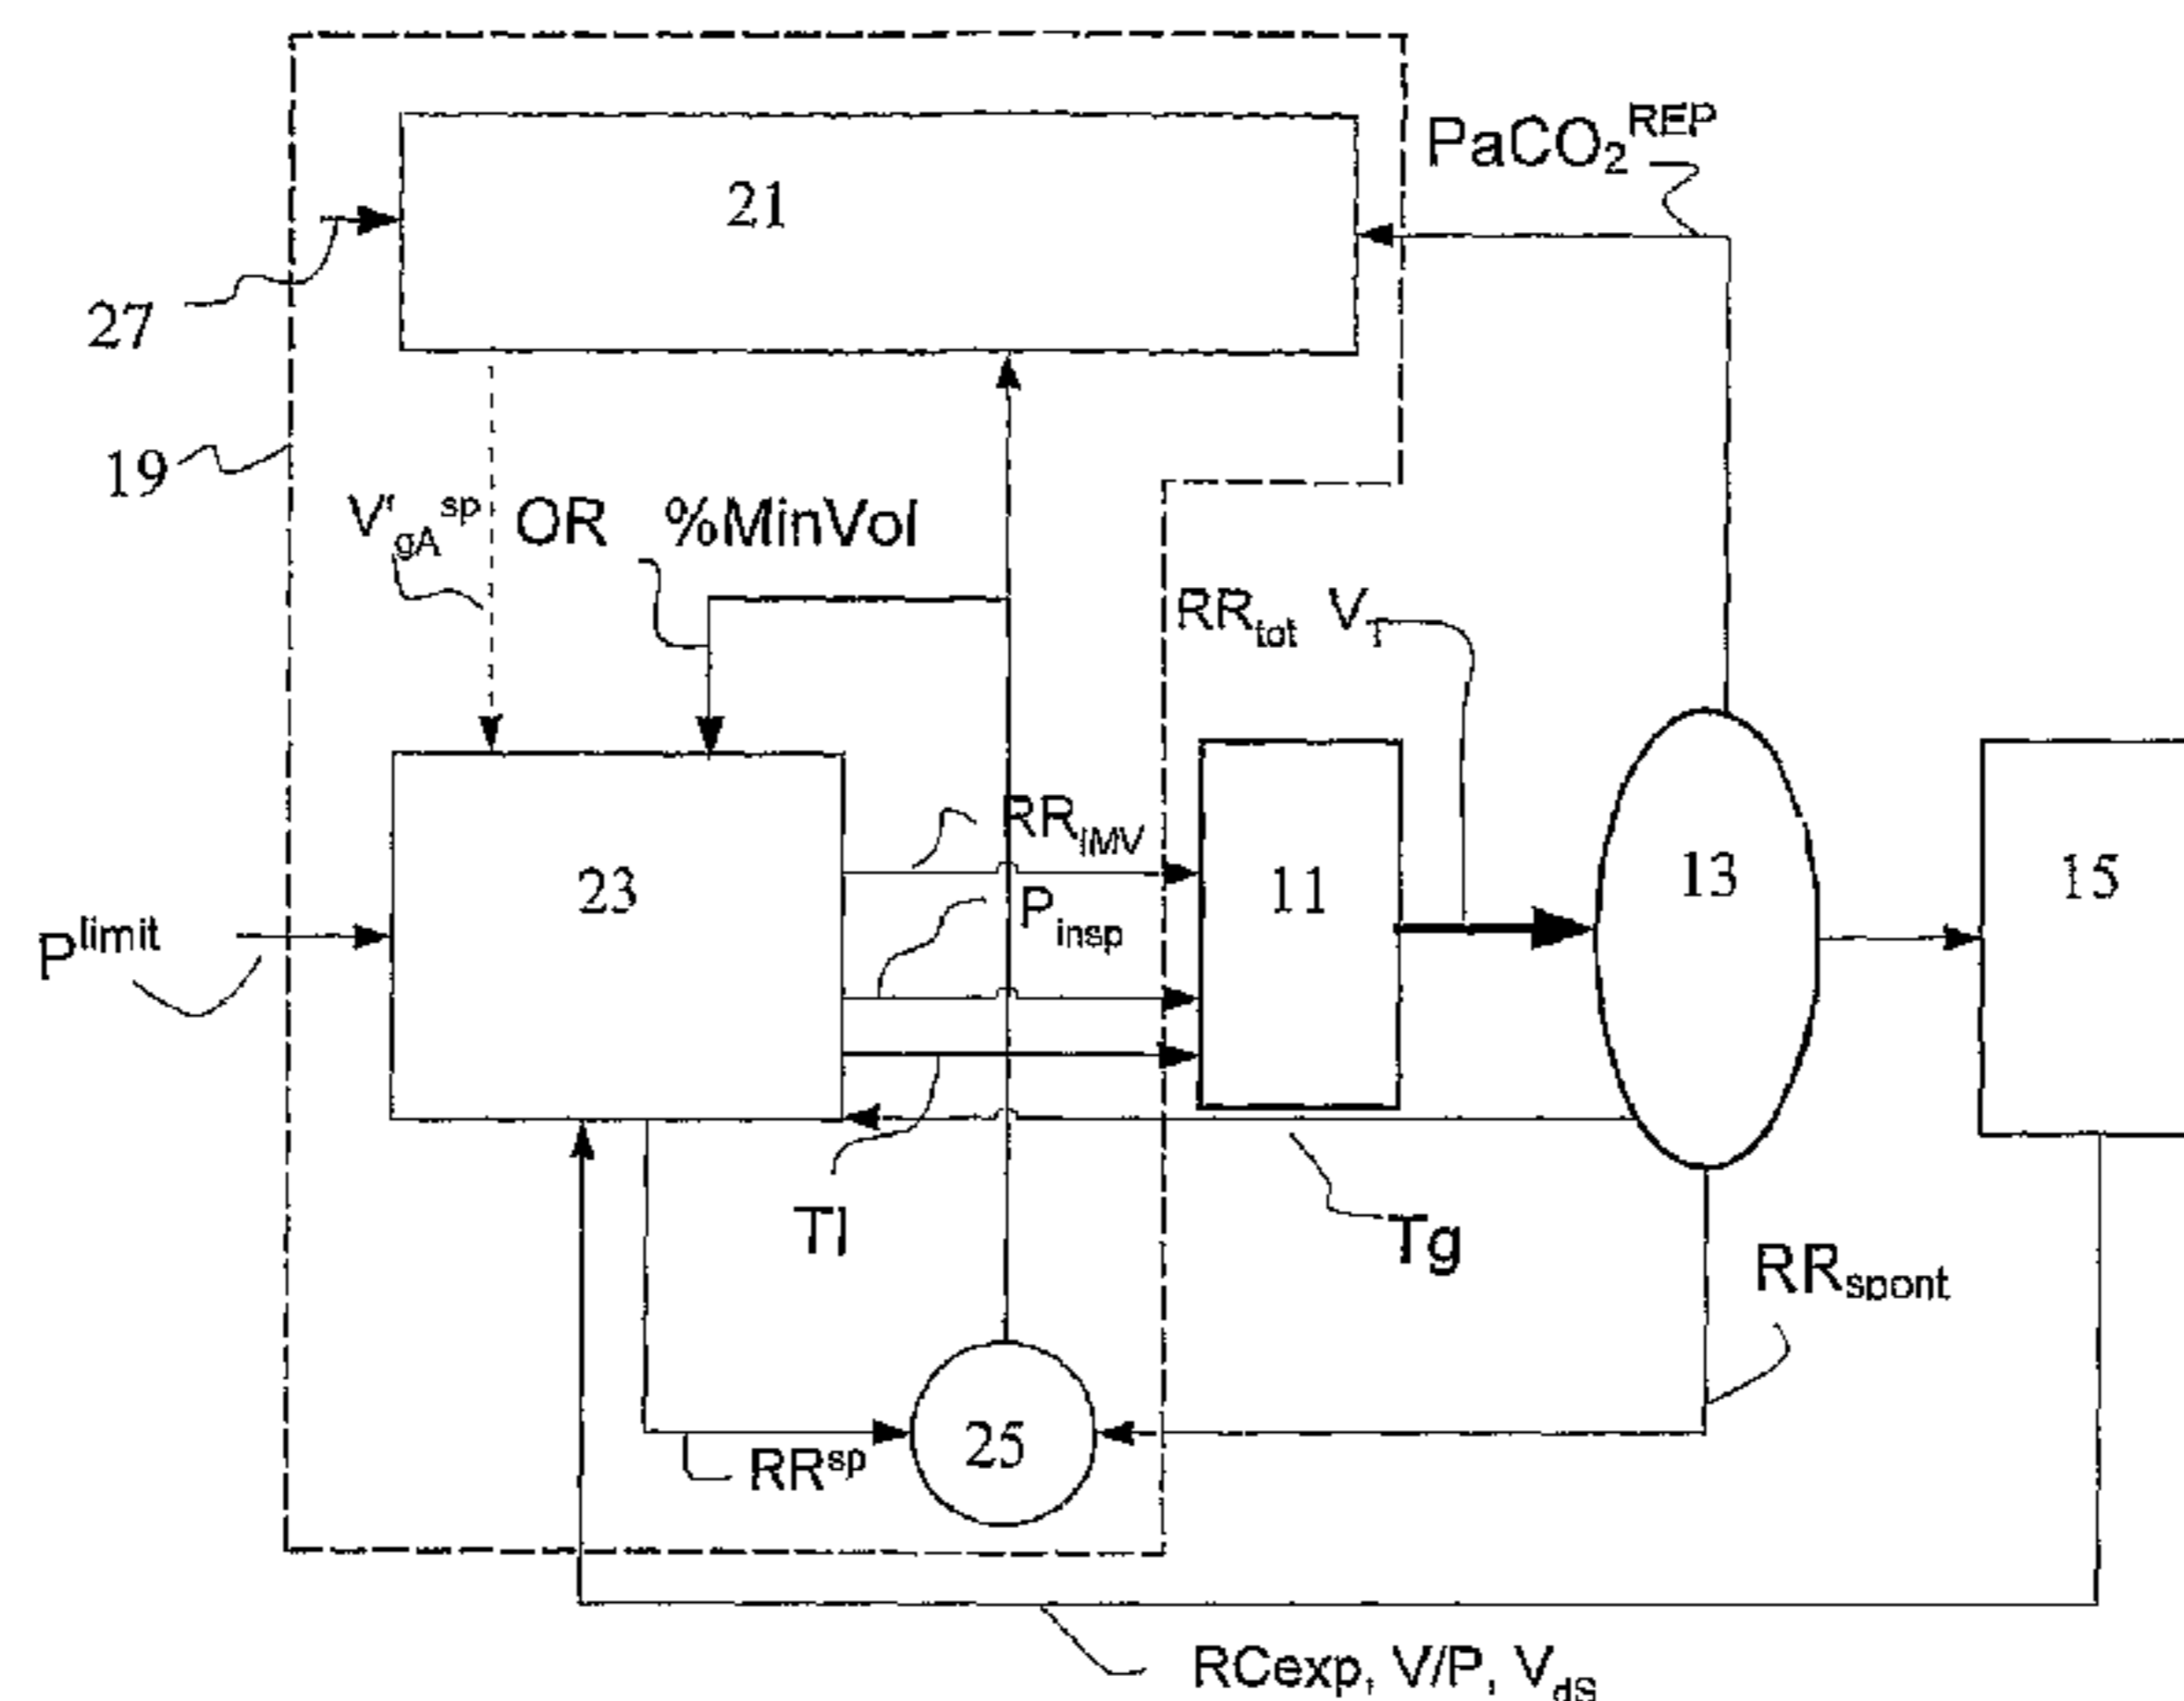 PaCO₂ᴿᴱᴾ
21
27
19
V'gAˢᵖ OR %MinVol
RRtot VT
RRIMV
23
Pinsp
11
13
15
Plimit
TI
Tg
RRspont
RRsp
25
RCexp, V/P, VdS